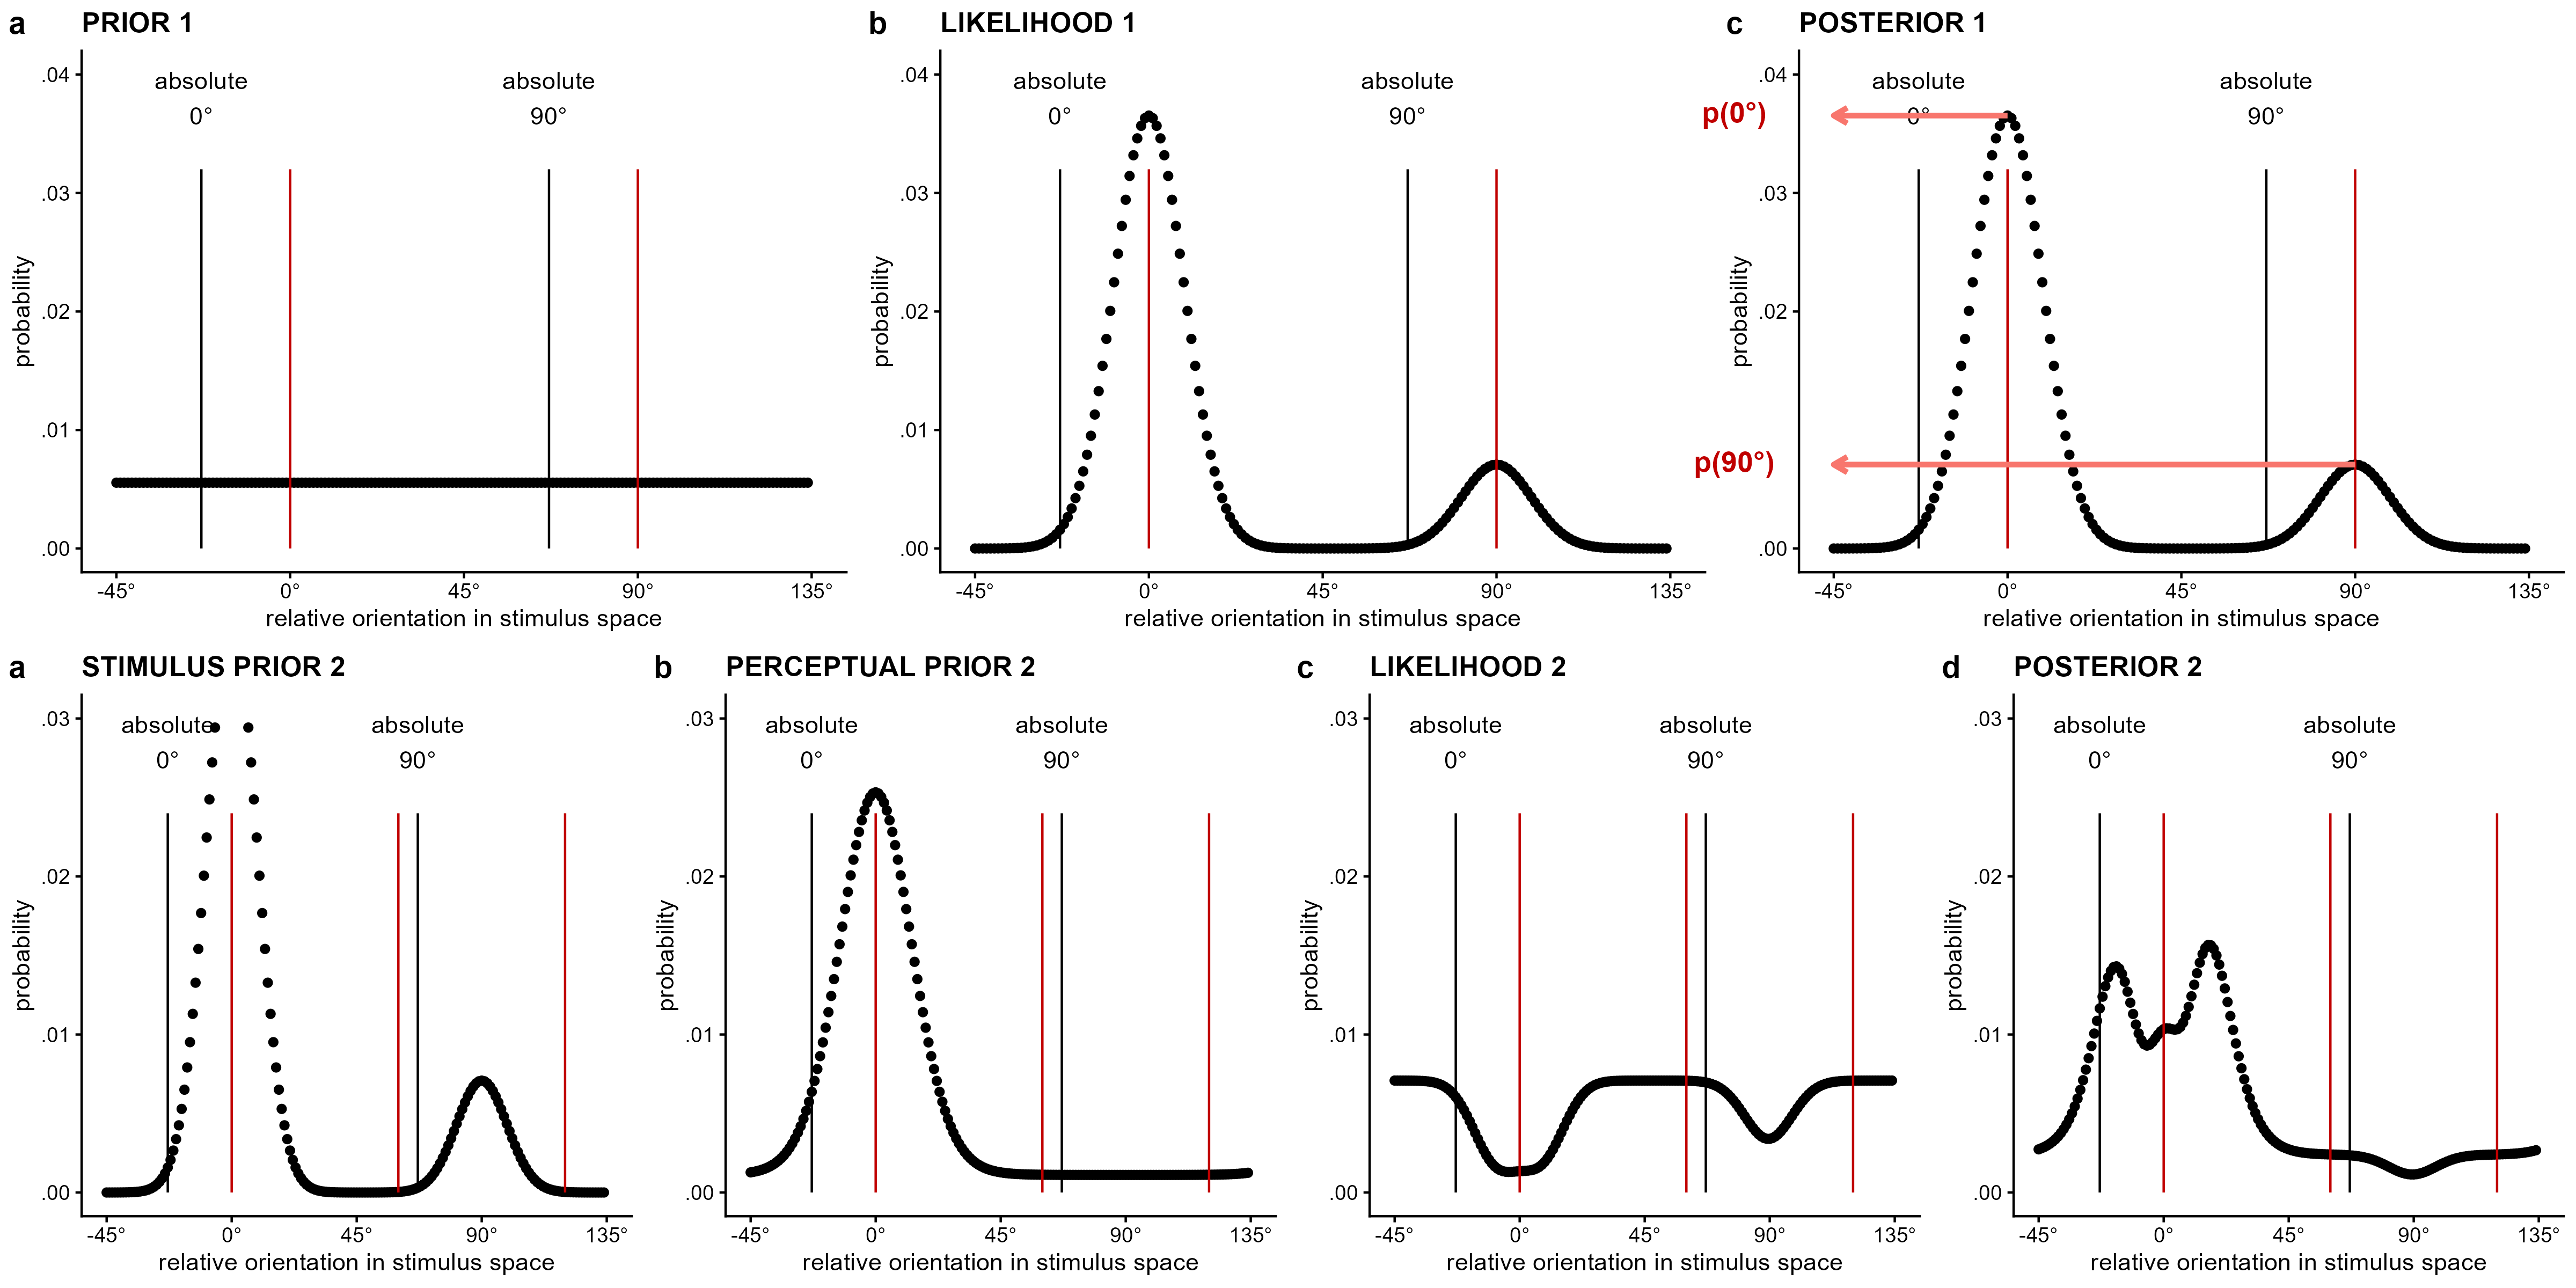 a PRIOR 1
.04
.03
.02
.01
.00
probability
absolute
0°
absolute
90°
-45° 0° 45° 90° 135°
relative orientation in stimulus space
b LIKELIHOOD 1
.04
.03
.02
.01
.00
probability
absolute
0°
absolute
90°
-45° 0° 45° 90° 135°
relative orientation in stimulus space
c POSTERIOR 1
.04
.02
.00
probability
p(0°)
p(90°)
absolute
0°
absolute
90°
-45° 0° 45° 90° 135°
relative orientation in stimulus space
.03
.01
a STIMULUS PRIOR 2
.03
.02
.01
.00
probability
absolute
0°
absolute
90°
-45° 0° 45° 90° 135°
relative orientation in stimulus space
b PERCEPTUAL PRIOR 2
.03
.02
.01
.00
probability
absolute
0°
absolute
90°
-45° 0° 45° 90° 135°
relative orientation in stimulus space
c LIKELIHOOD 2
.03
.02
.01
.00
probability
absolute
0°
absolute
90°
-45° 0° 45° 90° 135°
relative orientation in stimulus space
d POSTERIOR 2
.03
.02
.01
.00
probability
absolute
0°
absolute
90°
-45° 0° 45° 90° 135°
relative orientation in stimulus space